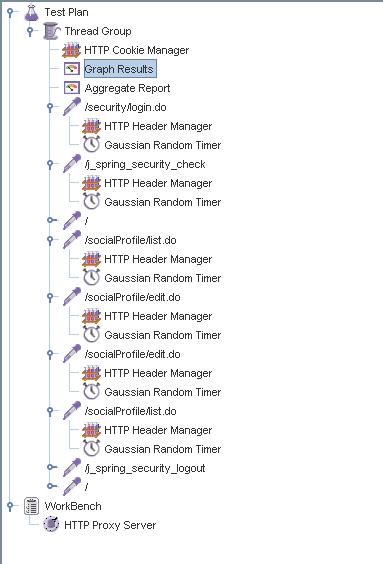 Test Plan
Thread Group
HTTP Cookie Manager
Graph Results
Aggregate Report
/security/login.do
HTTP Header Manager
Gaussian Random Timer
/j_spring_security_check
HTTP Header Manager
Gaussian Random Timer
/
/socialProfile/list.do
HTTP Header Manager
Gaussian Random Timer
/socialProfile/edit.do
HTTP Header Manager
Gaussian Random Timer
/socialProfile/edit.do
HTTP Header Manager
Gaussian Random Timer
/socialProfile/list.do
HTTP Header Manager
Gaussian Random Timer
/j_spring_security_logout
/
WorkBench
HTTP Proxy Server